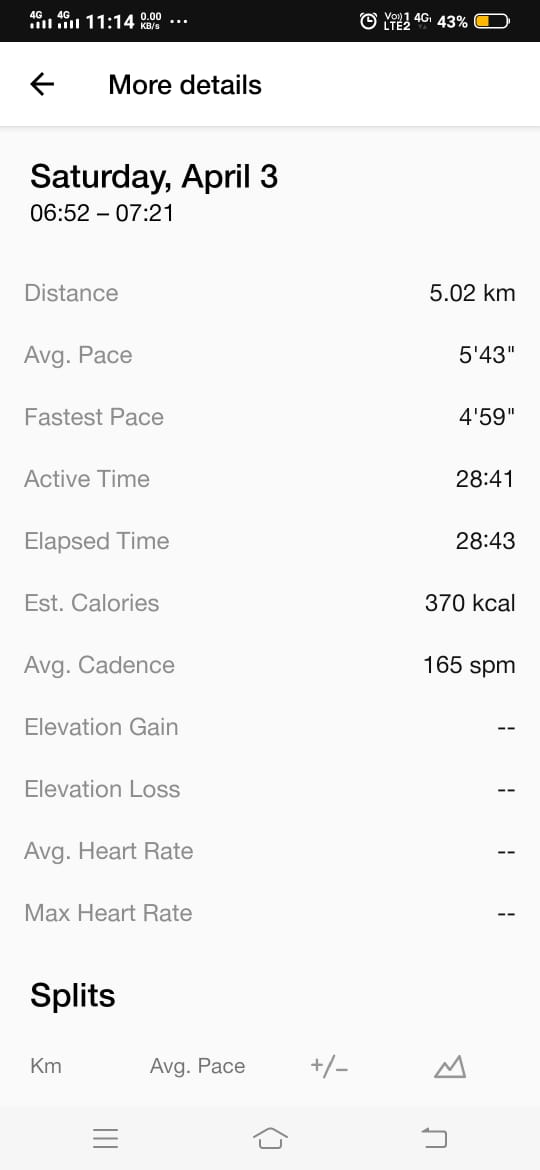 4G 4G 11:14 0.00 KB/s ... Vo)) 1 4G LTE2 43%
More details
Saturday, April 3
06:52 – 07:21
Distance 5.02 km
Avg. Pace 5'43"
Fastest Pace 4'59"
Active Time 28:41
Elapsed Time 28:43
Est. Calories 370 kcal
Avg. Cadence 165 spm
Elevation Gain --
Elevation Loss --
Avg. Heart Rate --
Max Heart Rate --
Splits
Km Avg. Pace +/-